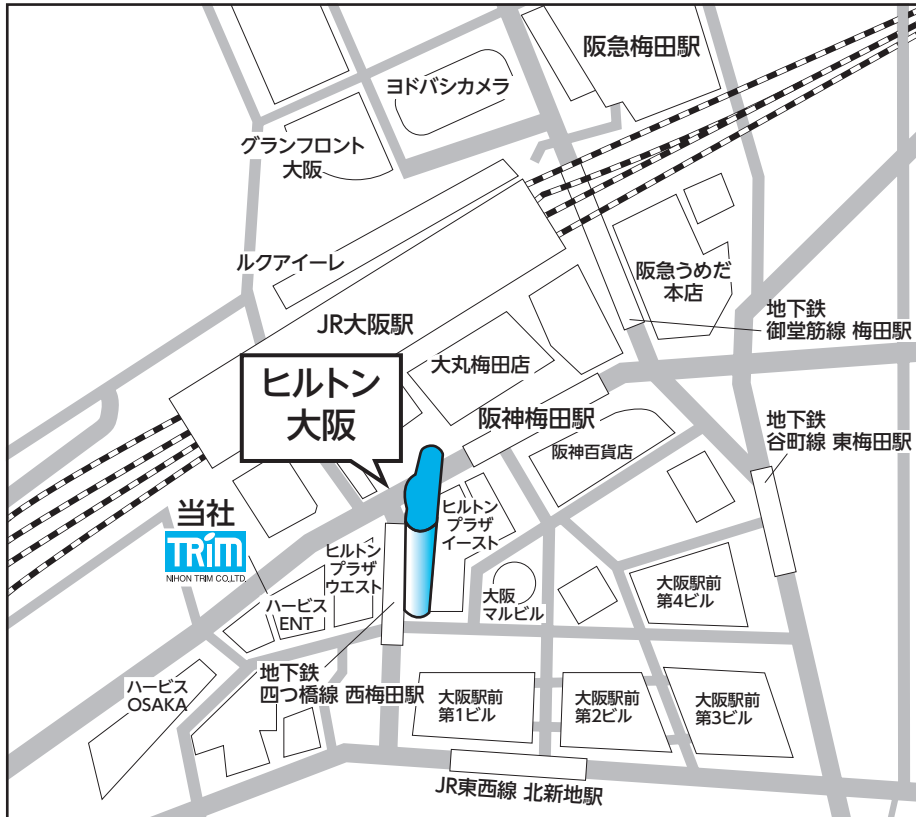 阪急梅田駅
ヨドバシカメラ
グランフロント
大阪
ルクアイーレ
阪急うめだ
本店
地下鉄
御堂筋線 梅田駅
JR大阪駅
大丸梅田店
ヒルトン
大阪
阪神梅田駅
阪神百貨店
地下鉄
谷町線 東梅田駅
当社
TRIM
NIHON TRIM CO.,LTD.
ヒルトン
プラザ
イースト
ヒルトン
プラザ
ウエスト
ハービス
ENT
大阪
マルビル
大阪駅前
第4ビル
地下鉄
四つ橋線 西梅田駅
ハービス
OSAKA
大阪駅前
第1ビル
大阪駅前
第2ビル
大阪駅前
第3ビル
JR東西線 北新地駅